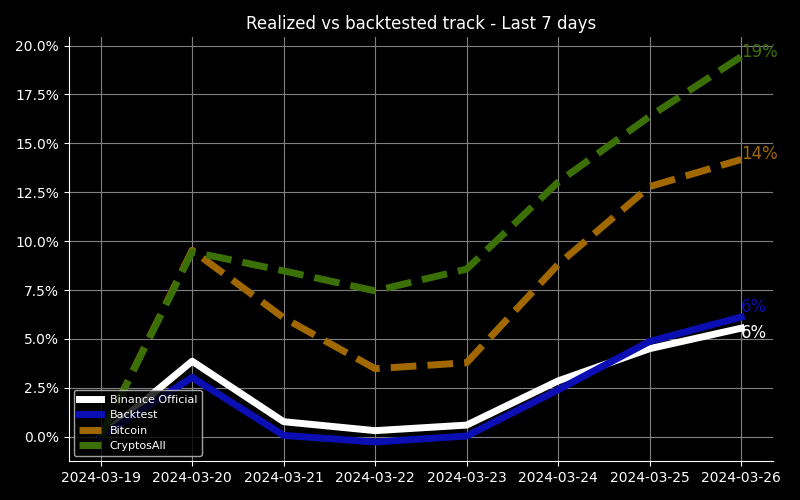 Realized vs backtested track - Last 7 days
20.0%
17.5%
15.0%
12.5%
10.0%
7.5%
5.0%
2.5%
0.0%
19%
14%
6%
6%
Binance Official
Backtest
Bitcoin
CryptosAll
2024-03-19 2024-03-20 2024-03-21 2024-03-22 2024-03-23 2024-03-24 2024-03-25 2024-03-26